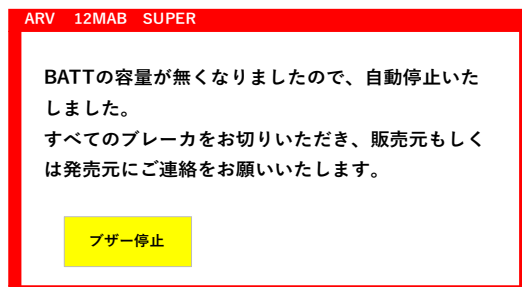 ARV 12MAB SUPER
BATTの容量が無くなりましたので、自動停止いた
しました。
すべてのブレーカをお切りいただき、販売元もしく
は発売元にご連絡をお願いいたします。
ブザー停止